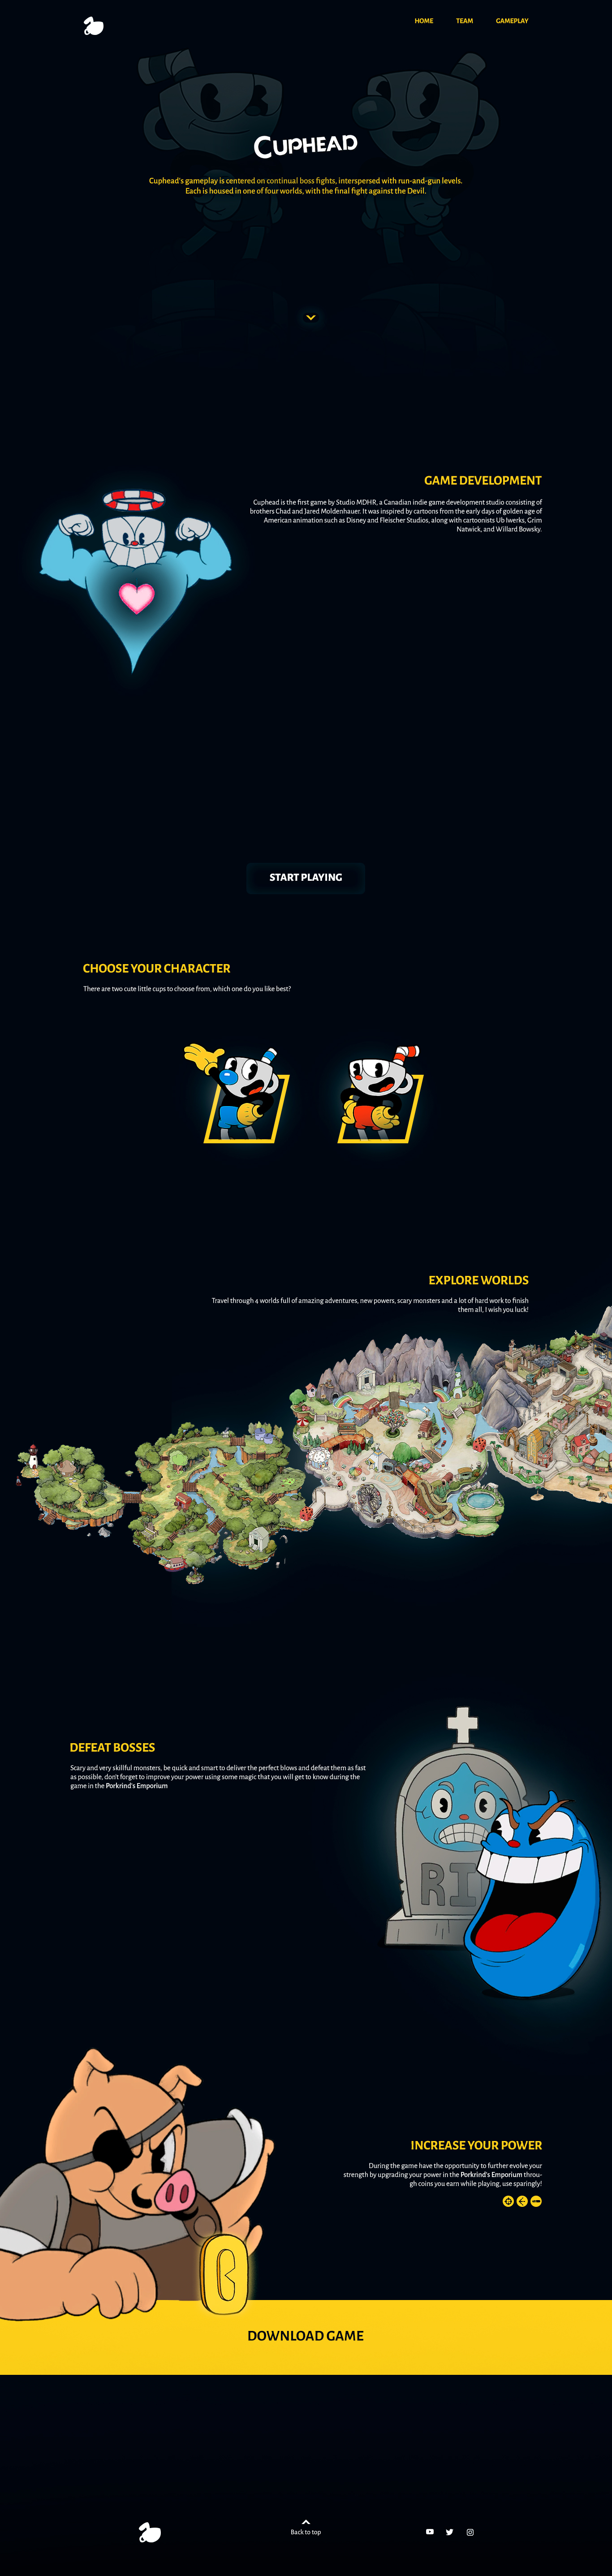 HOME TEAM GAMEPLAY
CUPHEAD
Cuphead's gameplay is centered on continual boss fights, interspersed with run-and-gun levels.
Each is housed in one of four worlds, with the final fight against the Devil.
GAME DEVELOPMENT
Cuphead is the first game by Studio MDHR, a Canadian indie game development studio consisting of
brothers Chad and Jared Moldenhauer. It was inspired by cartoons from the early days of golden age of
American animation such as Disney and Fleischer Studios, along with cartoonists Ub Iwerks, Grim
Natwick, and Willard Bowsky.
START PLAYING
CHOOSE YOUR CHARACTER
There are two cute little cups to choose from, which one do you like best?
EXPLORE WORLDS
Travel through 4 worlds full of amazing adventures, new powers, scary monsters and a lot of hard work to finish
them all, I wish you luck!
DEFEAT BOSSES
Scary and very skillful monsters, be quick and smart to deliver the perfect blows and defeat them as fast
as possible, don't forget to improve your power using some magic that you will get to know during the
game in the Porkrind's Emporium
RI
INCREASE YOUR POWER
During the game have the opportunity to further evolve your
strength by upgrading your power in the Porkrind's Emporium throu-
gh coins you earn while playing, use sparingly!
DOWNLOAD GAME
Back to top